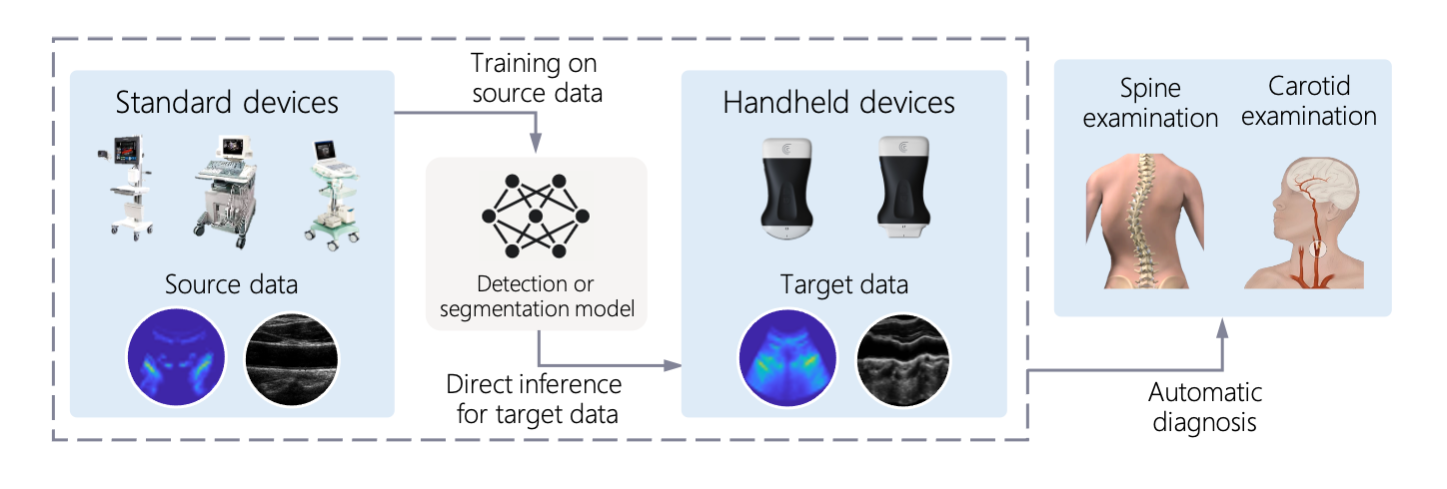 Standard devices
Source data
Training on
source data
Detection or
segmentation model
Direct inference
for target data
Handheld devices
Target data
Spine
examination
Carotid
examination
Automatic
diagnosis